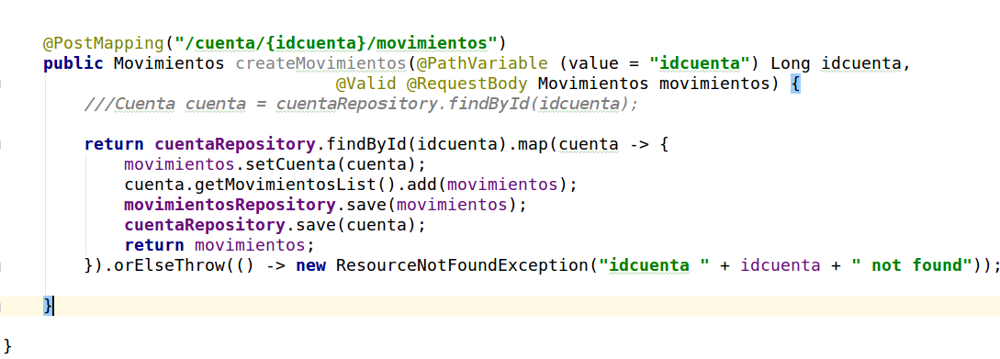 @PostMapping("/cuenta/{idcuenta}/movimientos")
public Movimientos createMovimientos(@PathVariable (value = "idcuenta") Long idcuenta,
@Valid @RequestBody Movimientos movimientos) {
///Cuenta cuenta = cuentaRepository.findById(idcuenta);
return cuentaRepository.findById(idcuenta).map(cuenta -> {
movimientos.setCuenta(cuenta);
cuenta.getMovimientosList().add(movimientos);
movimientosRepository.save(movimientos);
cuentaRepository.save(cuenta);
return movimientos;
}).orElseThrow(() -> new ResourceNotFoundException("idcuenta " + idcuenta + " not found"));
}
}